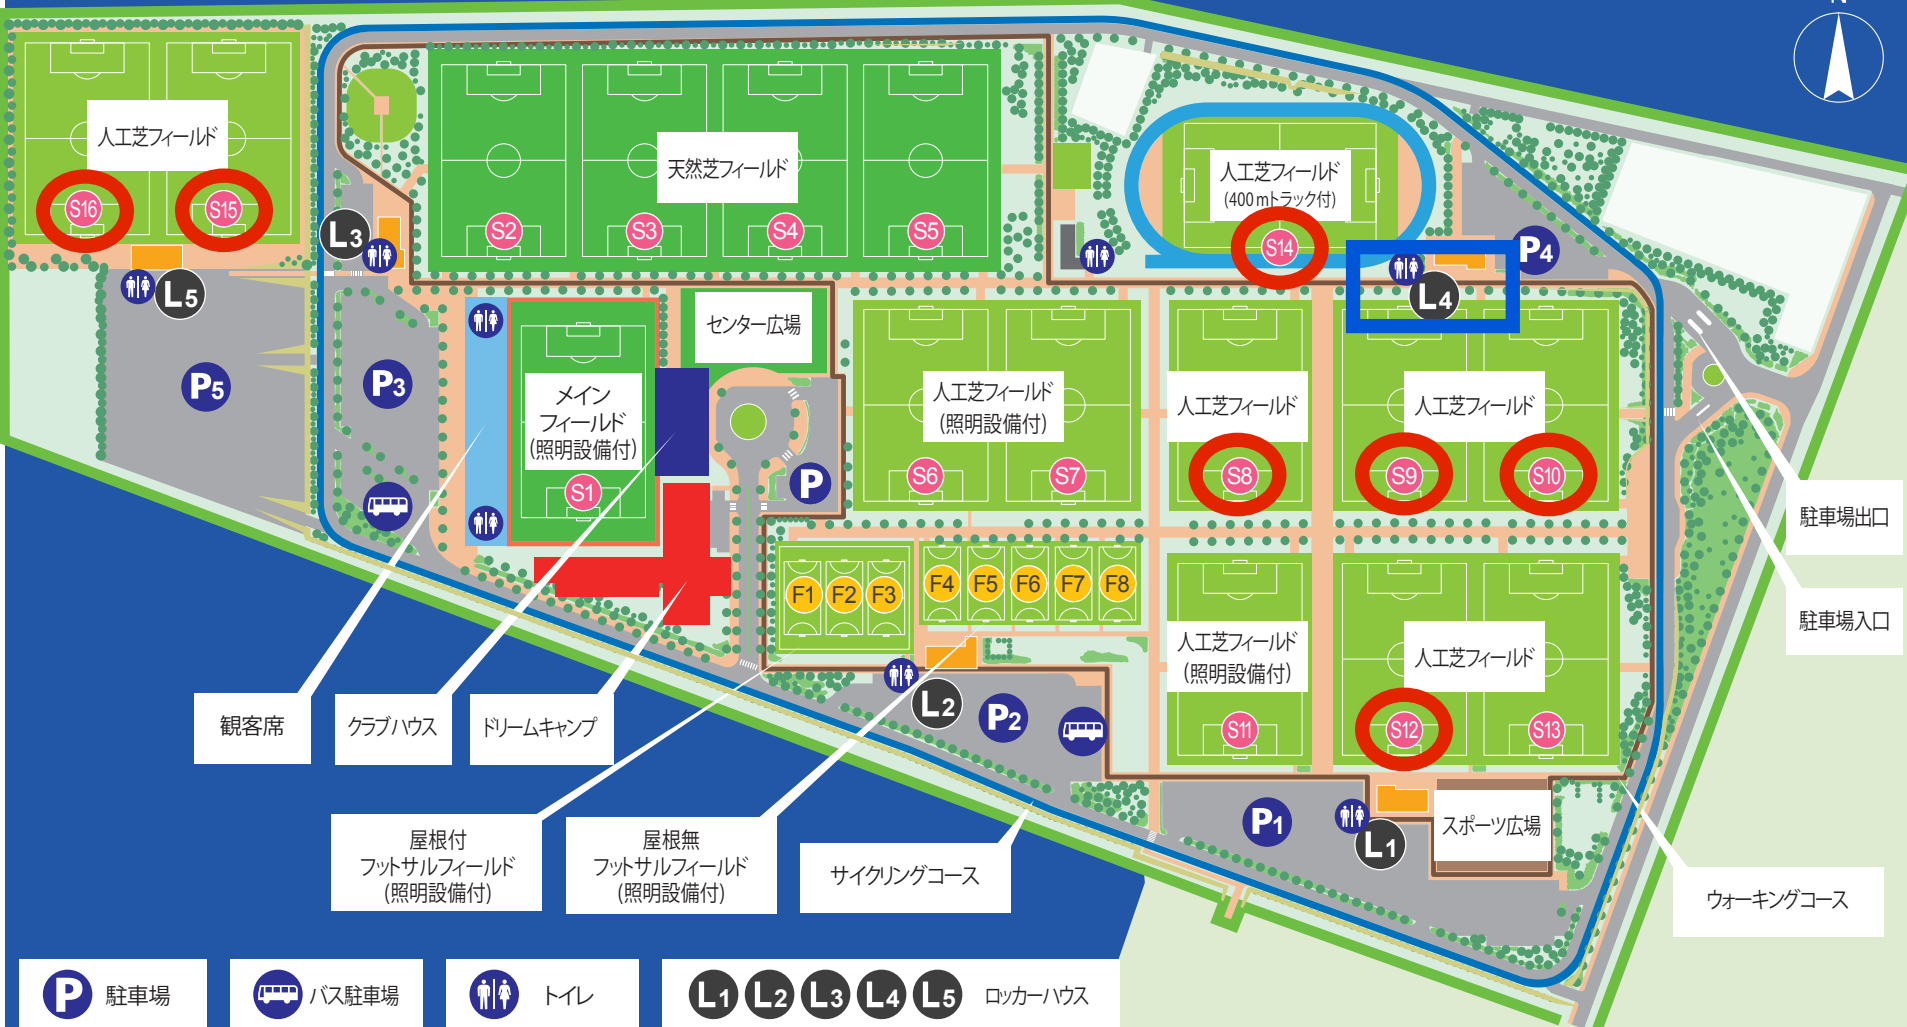 N
人工芝フィールド
S16
S15
L5
P5
L3
P3
天然芝フィールド
S2
S3
S4
S5
人工芝フィールド
(400mトラック付)
S14
P4
L4
センター広場
メイン
フィールド
(照明設備付)
S1
P
人工芝フィールド
(照明設備付)
S6
S7
人工芝フィールド
S8
人工芝フィールド
S9
S10
駐車場出口
駐車場入口
F1
F2
F3
F4
F5
F6
F7
F8
人工芝フィールド
(照明設備付)
S11
人工芝フィールド
S12
S13
観客席
クラブハウス
ドリームキャンプ
L2
P2
P1
L1
スポーツ広場
屋根付
フットサルフィールド
(照明設備付)
屋根無
フットサルフィールド
(照明設備付)
サイクリングコース
ウォーキングコース
P 駐車場
バス駐車場
トイレ
L1 L2 L3 L4 L5 ロッカーハウス